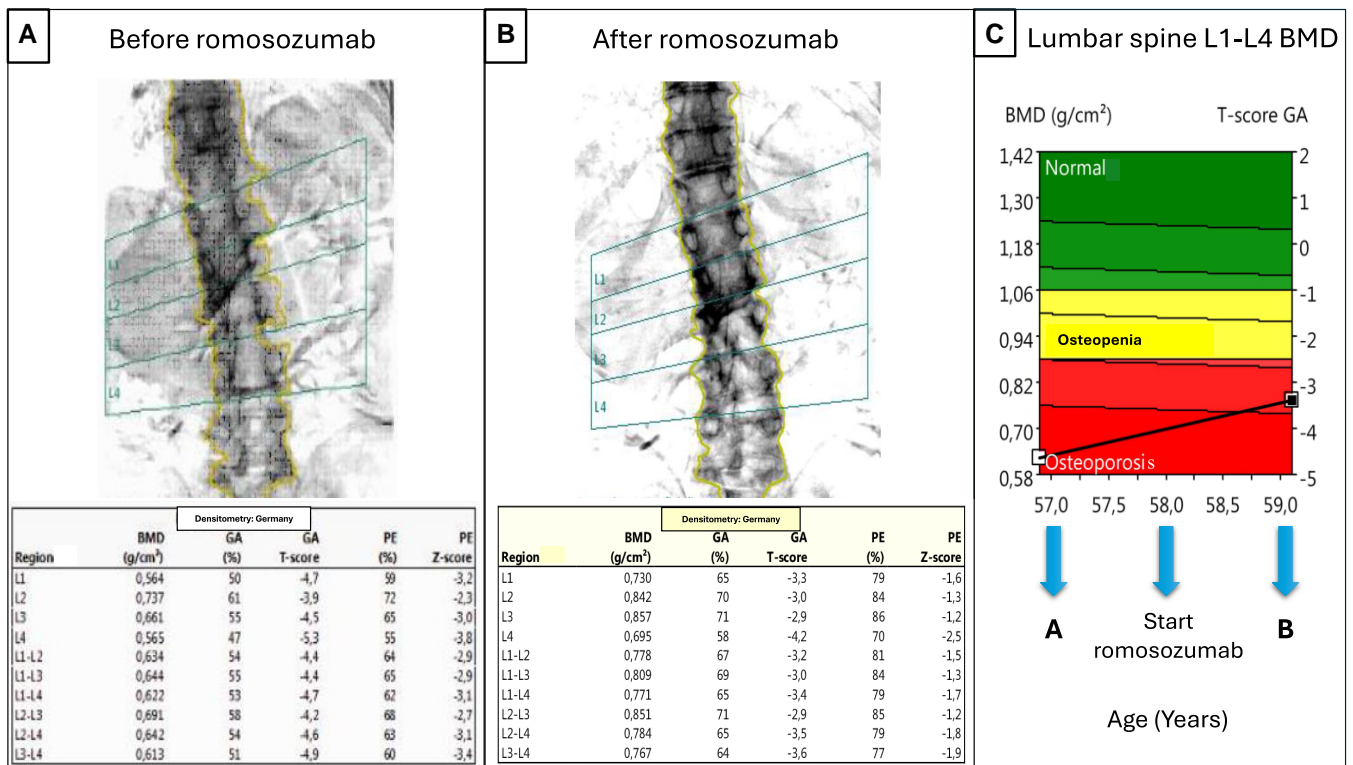 A
Before romosozumab
L1
L2
L3
L4
Densitometry: Germany
Region BMD (g/cm²) GA (%) GA T-score PE (%) PE Z-score
L1 0,564 50 -4,7 59 -3,2
L2 0,737 61 -3,9 72 -2,3
L3 0,661 55 -4,5 65 -3,0
L4 0,565 47 -5,3 55 -3,8
L1-L2 0,634 54 -4,4 64 -2,9
L1-L3 0,644 55 -4,4 65 -2,9
L1-L4 0,622 53 -4,7 62 -3,1
L2-L3 0,691 58 -4,2 68 -2,7
L2-L4 0,642 54 -4,6 63 -3,1
L3-L4 0,613 51 -4,9 60 -3,4
B
After romosozumab
L1
L2
L3
L4
Densitometry: Germany
Region BMD (g/cm²) GA (%) GA T-score PE (%) PE Z-score
L1 0,730 65 -3,3 79 -1,6
L2 0,842 70 -3,0 84 -1,3
L3 0,857 71 -2,9 86 -1,2
L4 0,695 58 -4,2 70 -2,5
L1-L2 0,778 67 -3,2 81 -1,5
L1-L3 0,809 69 -3,0 84 -1,3
L1-L4 0,771 65 -3,4 79 -1,7
L2-L3 0,851 71 -2,9 85 -1,2
L2-L4 0,784 65 -3,5 79 -1,8
L3-L4 0,767 64 -3,6 77 -1,9
C
Lumbar spine L1-L4 BMD
BMD (g/cm²) T-score GA
1,42 2
Normal
1,30 1
1,18 0
1,06 -1
0,94 Osteopenia -2
0,82 -3
0,70 -4
Osteoporosis
0,58 -5
57,0 57,5 58,0 58,5 59,0
A Start romosozumab B
Age (Years)